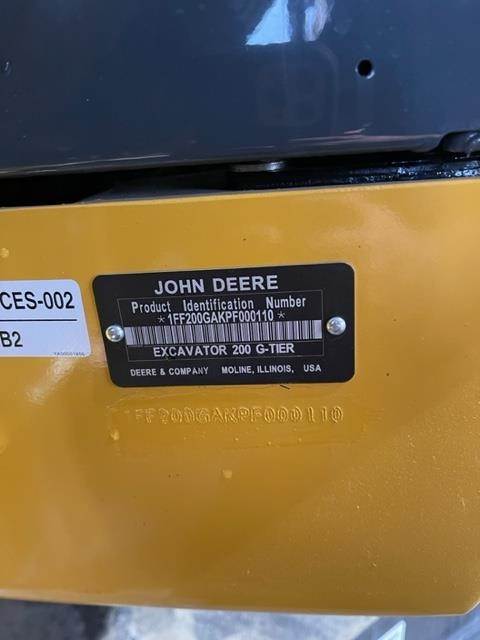 CES-002
B2
JOHN DEERE
Product Identification Number
*1FF200GAKPF000110*
EXCAVATOR 200 G-TIER
DEERE & COMPANY MOLINE, ILLINOIS, USA
1FF200GAKPF000110